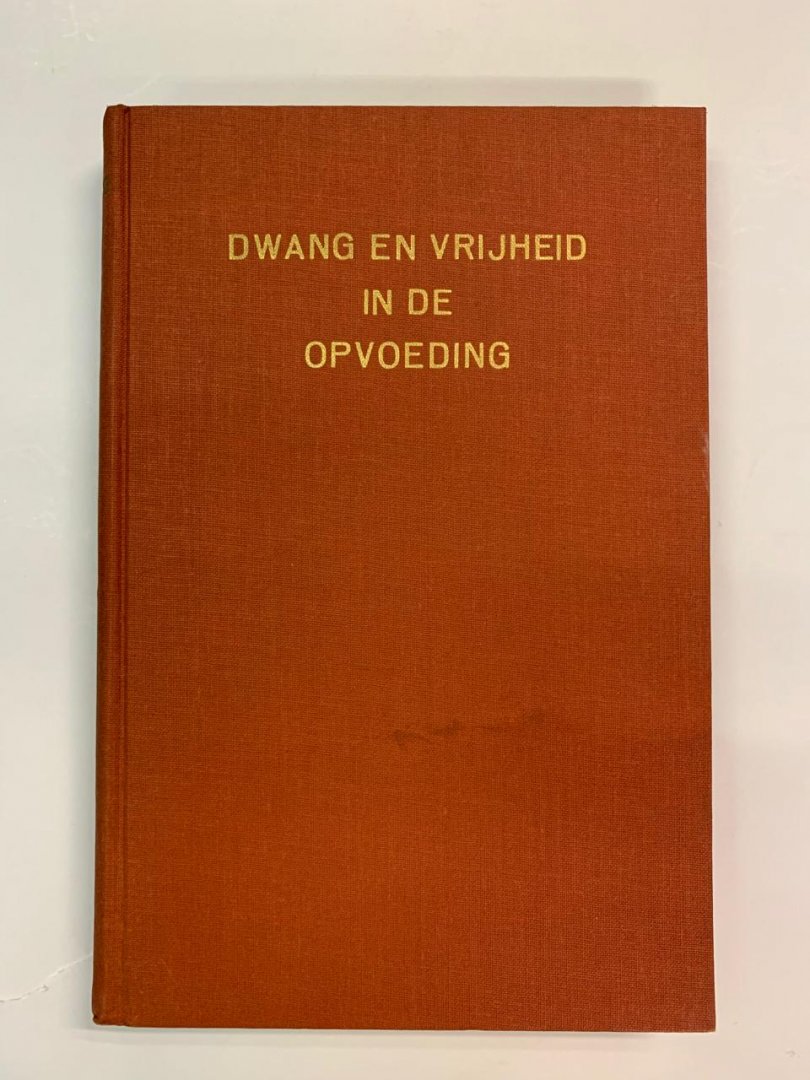 DWANG EN VRIJHEID
IN DE
OPVOEDING